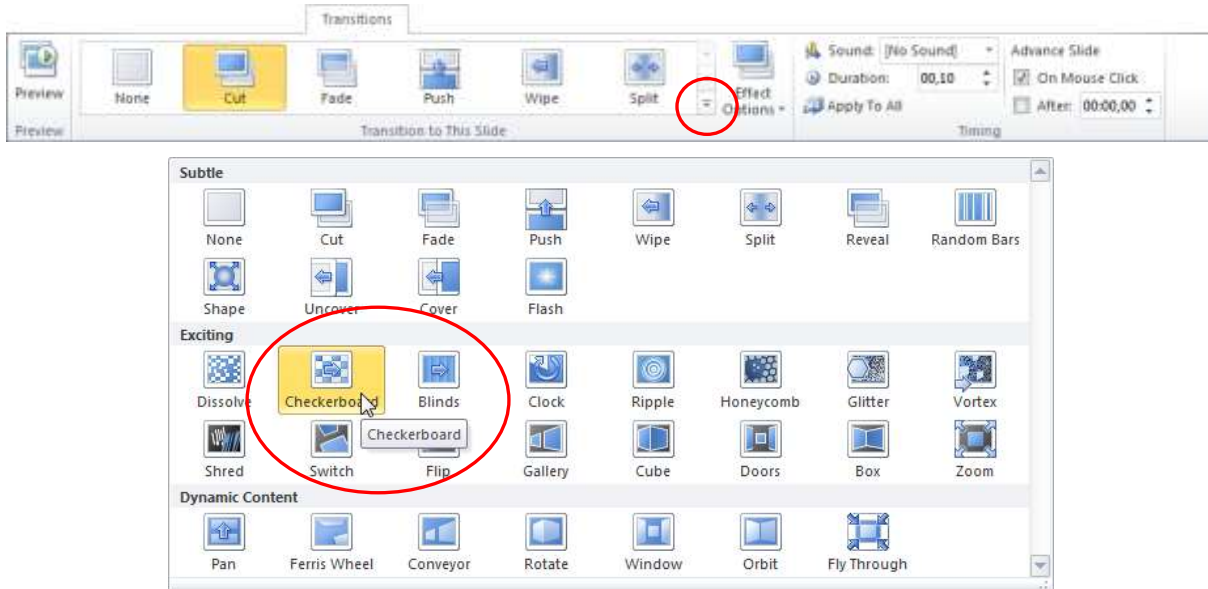 Transitions
Sound: [No Sound] Advance Slide
Duration: 00,10 On Mouse Click
Preview None Cut Fade Push Wipe Split Effect Options Apply To All After: 00:00,00
Preview Transition to This Slide Timing
Subtle
None Cut Fade Push Wipe Split Reveal Random Bars
Shape Uncover Cover Flash
Exciting
Dissolve Checkerboard Blinds Clock Ripple Honeycomb Glitter Vortex
Checkerboard
Shred Switch Flip Gallery Cube Doors Box Zoom
Dynamic Content
Pan Ferris Wheel Conveyor Rotate Window Orbit Fly Through